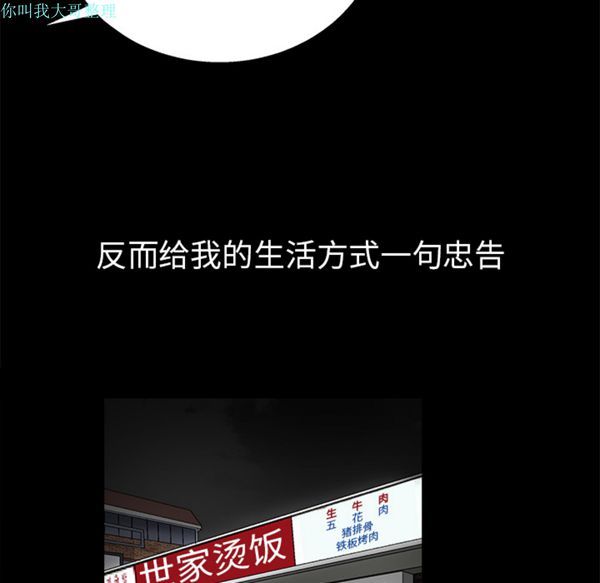 你叫我大哥整理
反而给我的生活方式一句忠告
生 牛 肉
五 花 肉
猪排骨
铁板烤肉
世家烫饭